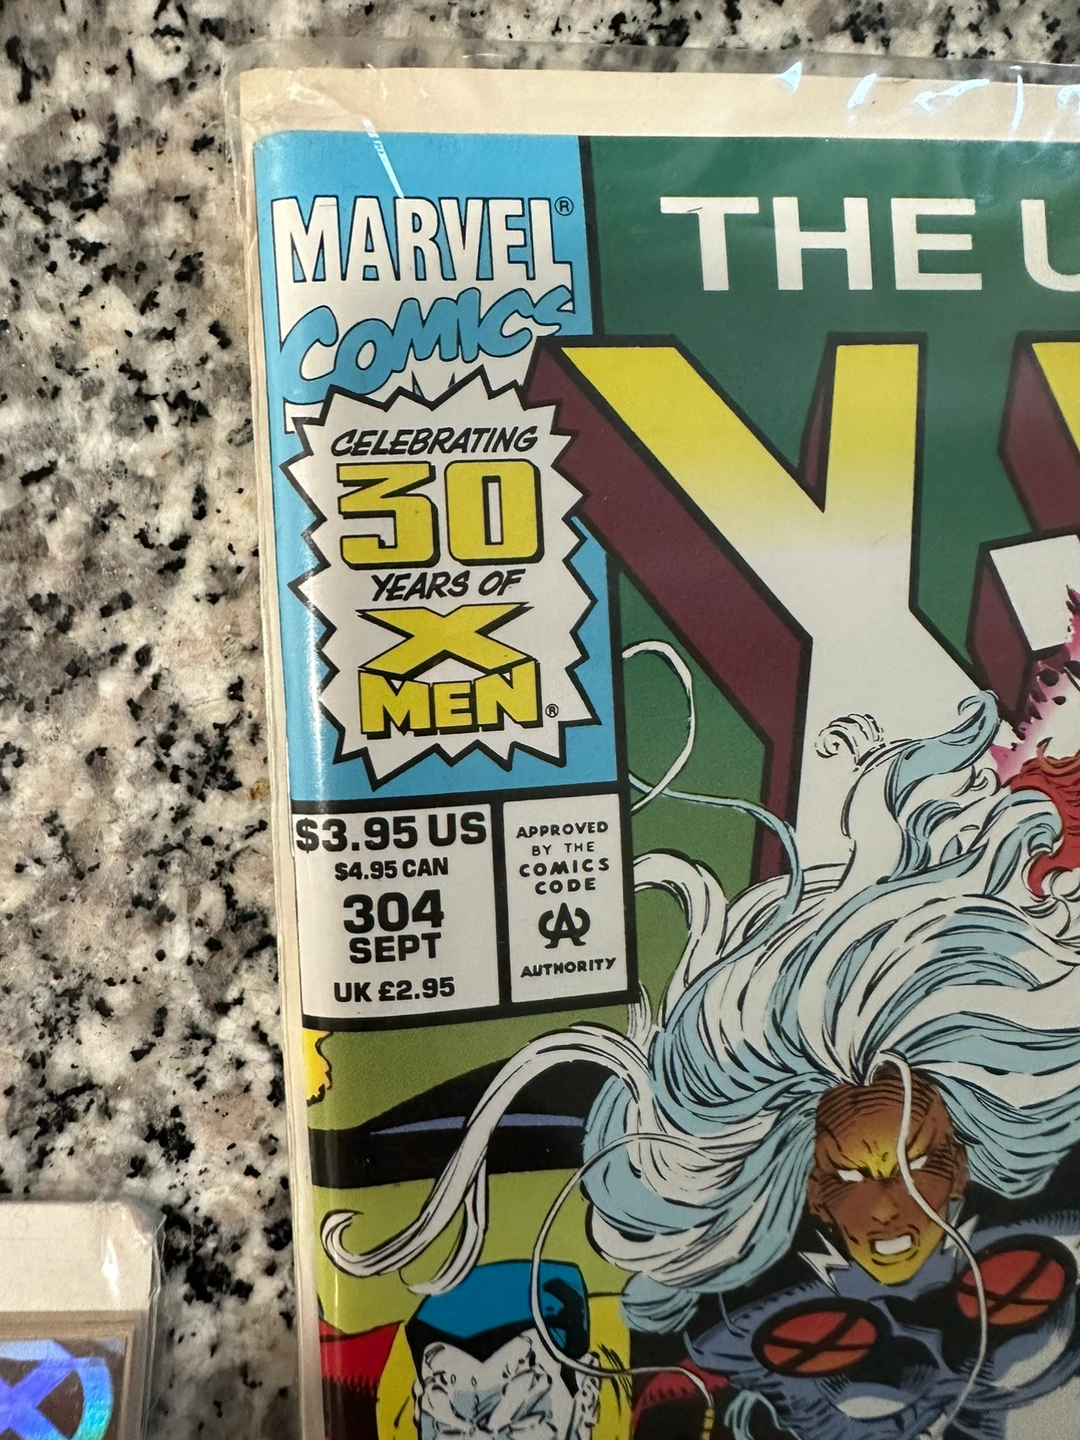 MARVEL®
COMICS
CELEBRATING
30
YEARS OF
X
MEN®
$3.95 US
$4.95 CAN
304
SEPT
UK £2.95
APPROVED
BY THE
COMICS
CODE
CA
AUTHORITY
THE U
X